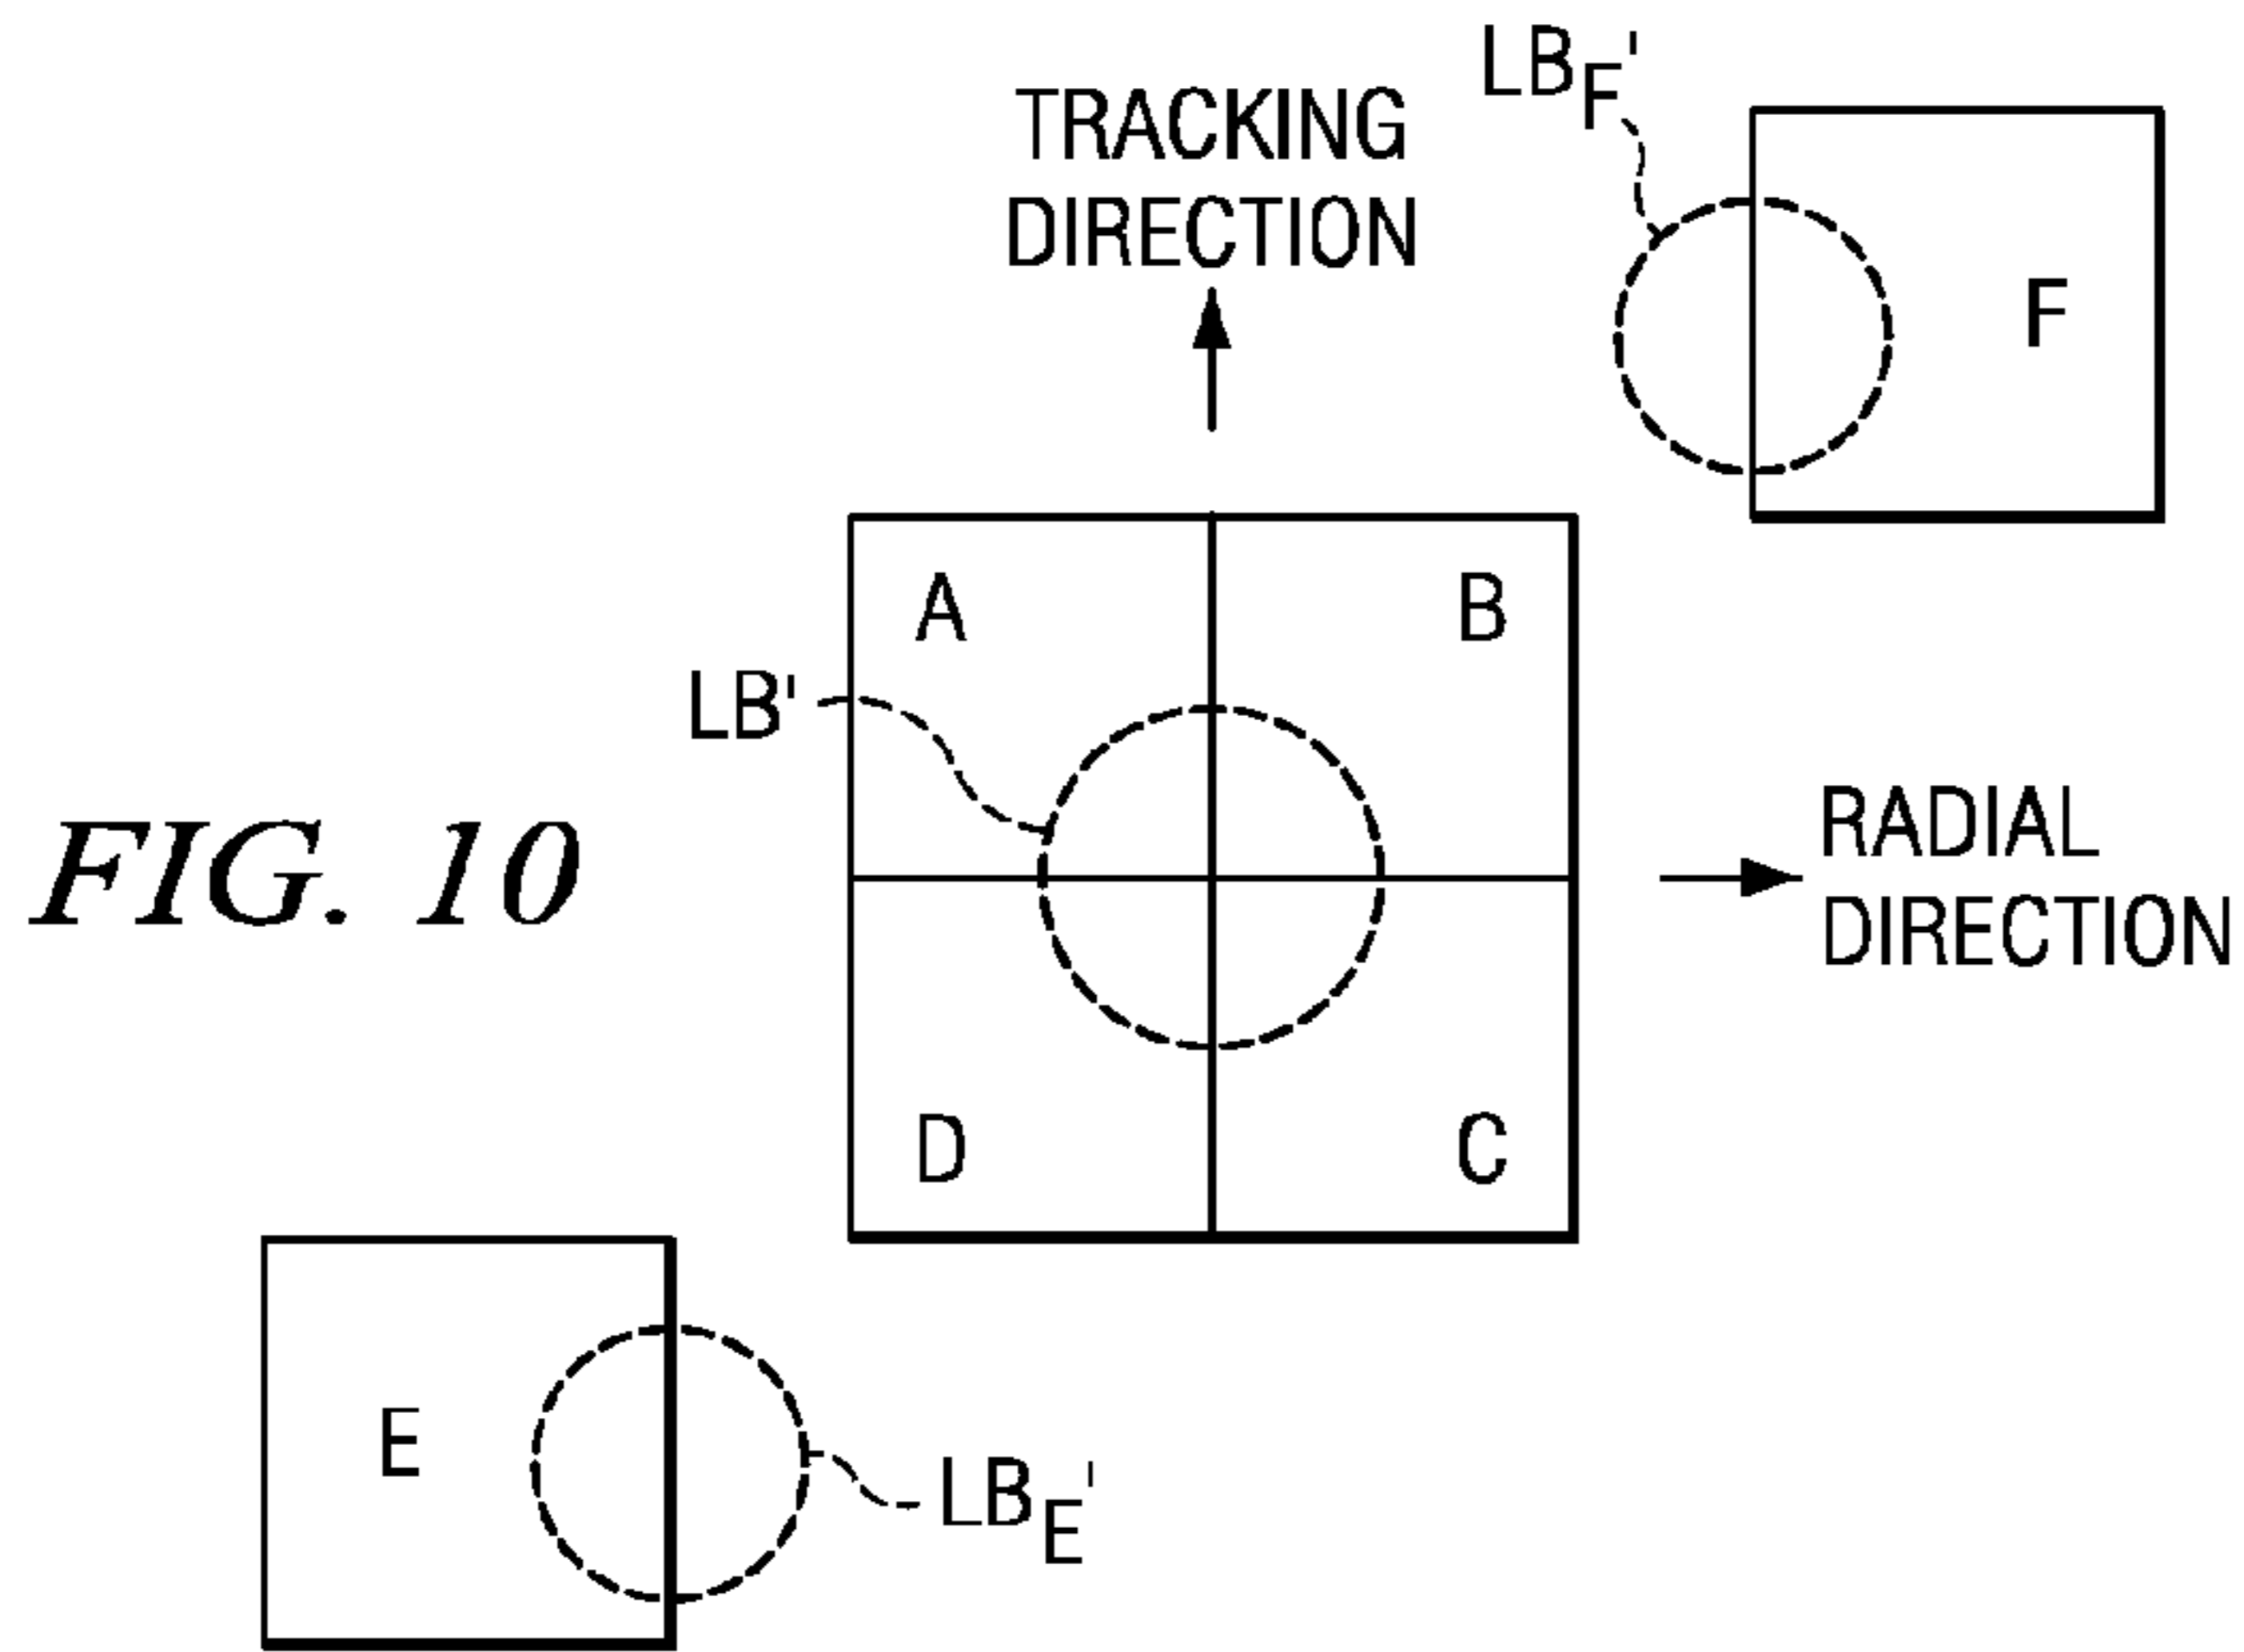 LBF'
TRACKING
DIRECTION
F
A
B
LB'
RADIAL
DIRECTION
FIG. 10
D
C
E
LBE'